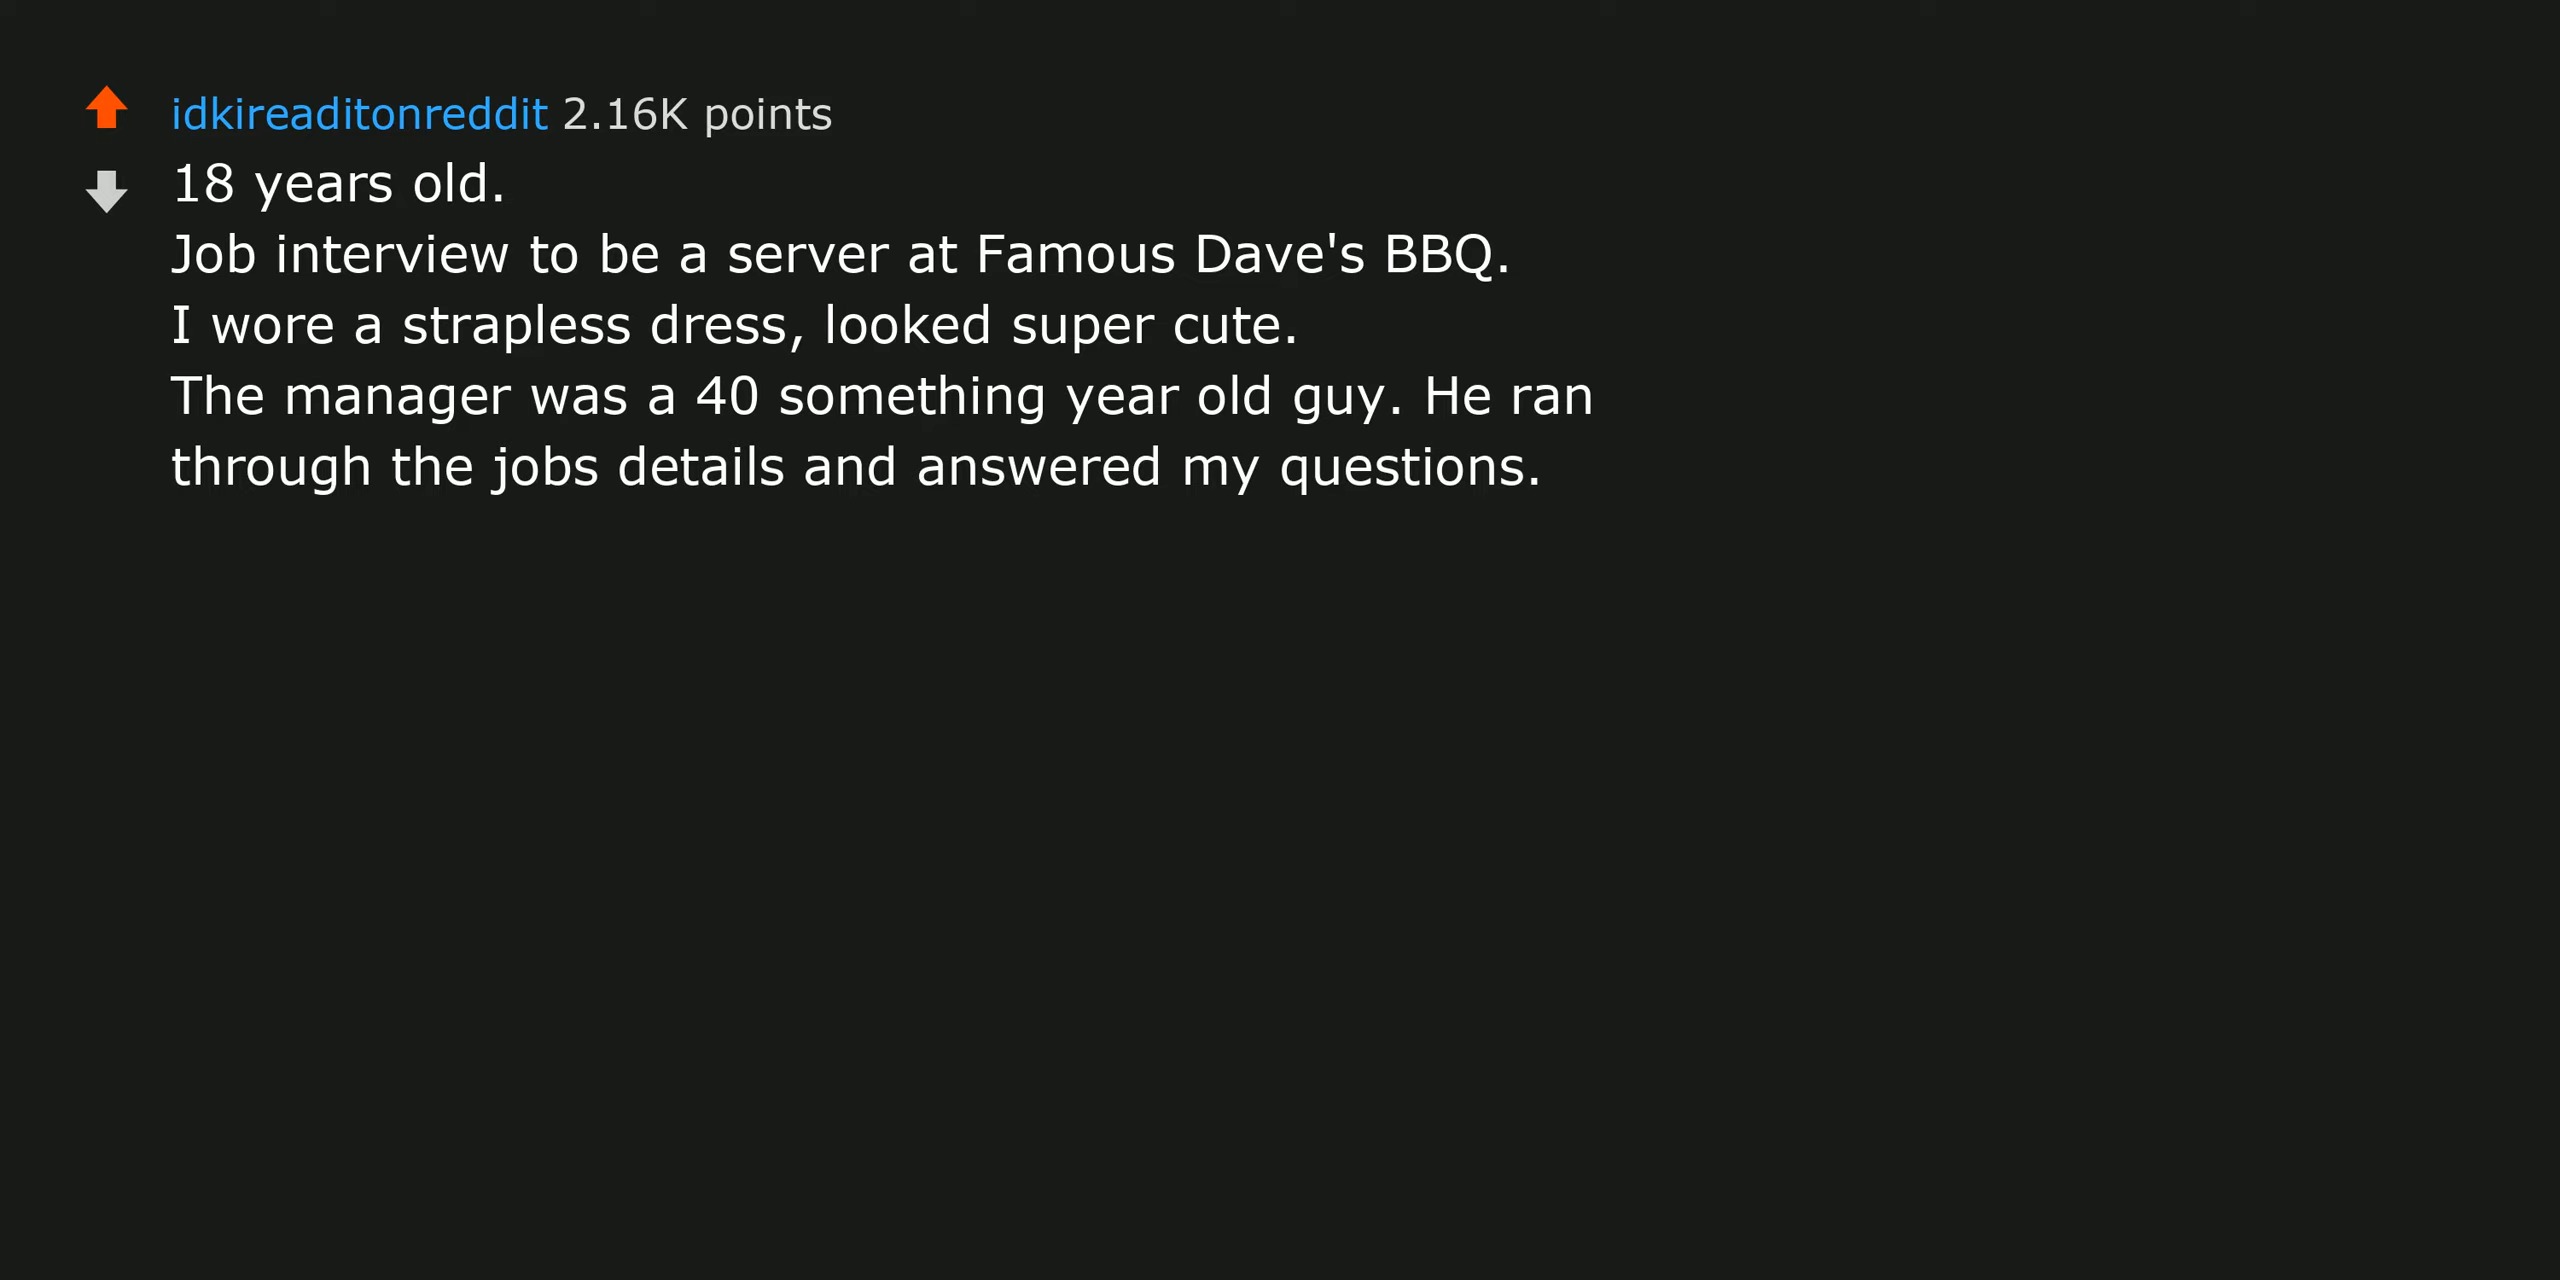 idkireaditonreddit 2.16K points
18 years old.
Job interview to be a server at Famous Dave's BBQ.
I wore a strapless dress, looked super cute.
The manager was a 40 something year old guy. He ran
through the jobs details and answered my questions.